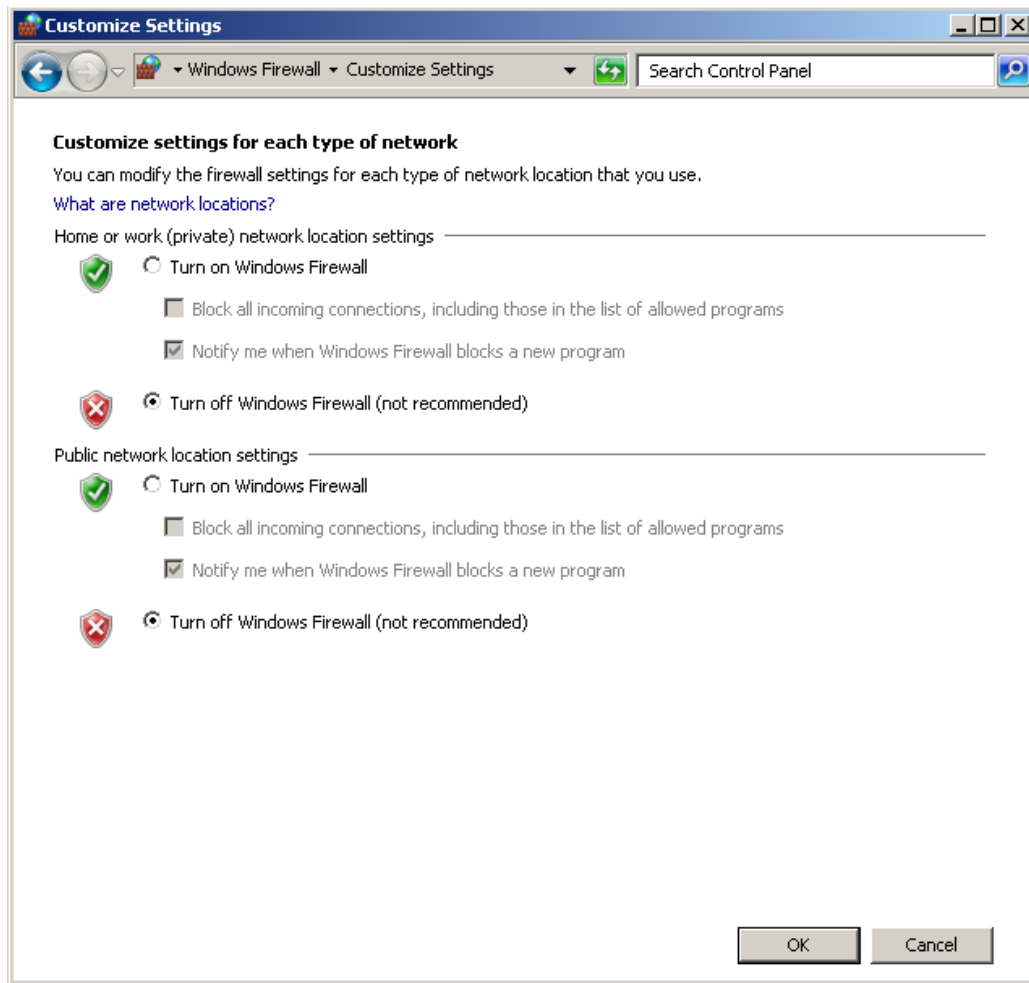 Customize Settings
Windows Firewall Customize Settings Search Control Panel
Customize settings for each type of network
You can modify the firewall settings for each type of network location that you use.
What are network locations?
Home or work (private) network location settings
Turn on Windows Firewall
Block all incoming connections, including those in the list of allowed programs
Notify me when Windows Firewall blocks a new program
Turn off Windows Firewall (not recommended)
Public network location settings
Turn on Windows Firewall
Block all incoming connections, including those in the list of allowed programs
Notify me when Windows Firewall blocks a new program
Turn off Windows Firewall (not recommended)
OK Cancel